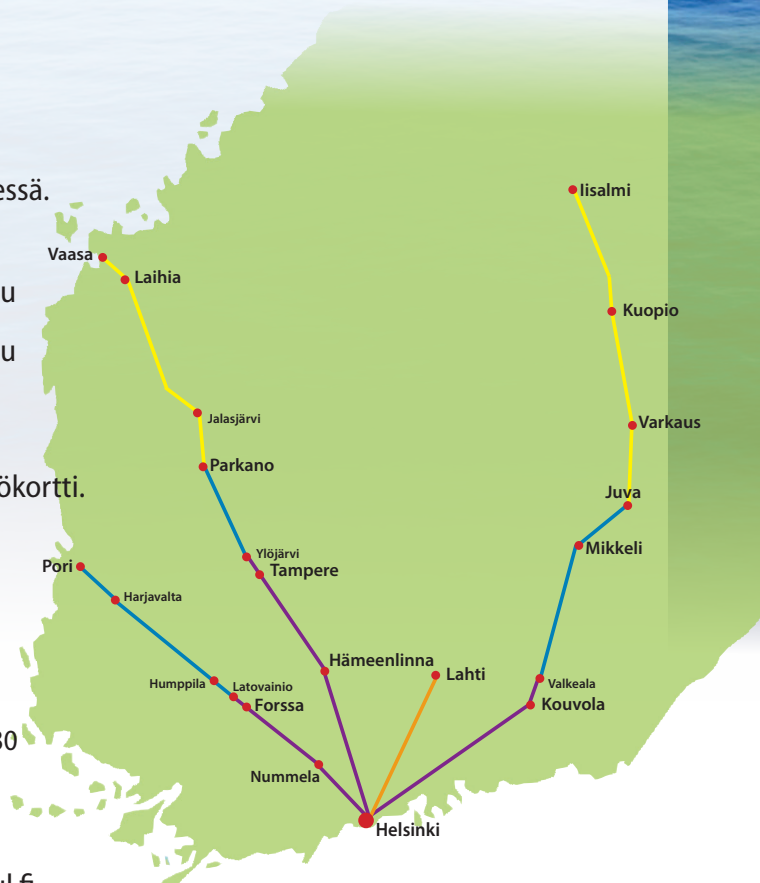 essä.
Iisalmi
Vaasa
Laihia
u
Kuopio
u
Jalasjärvi
Varkaus
Parkano
ökortti.
Juva
Ylöjärvi
Mikkeli
Pori
Tampere
Harjavalta
Hämeenlinna
Lahti
Humppila
Latovainio
Valkeala
Forssa
Kouvola
30
Nummela
Helsinki